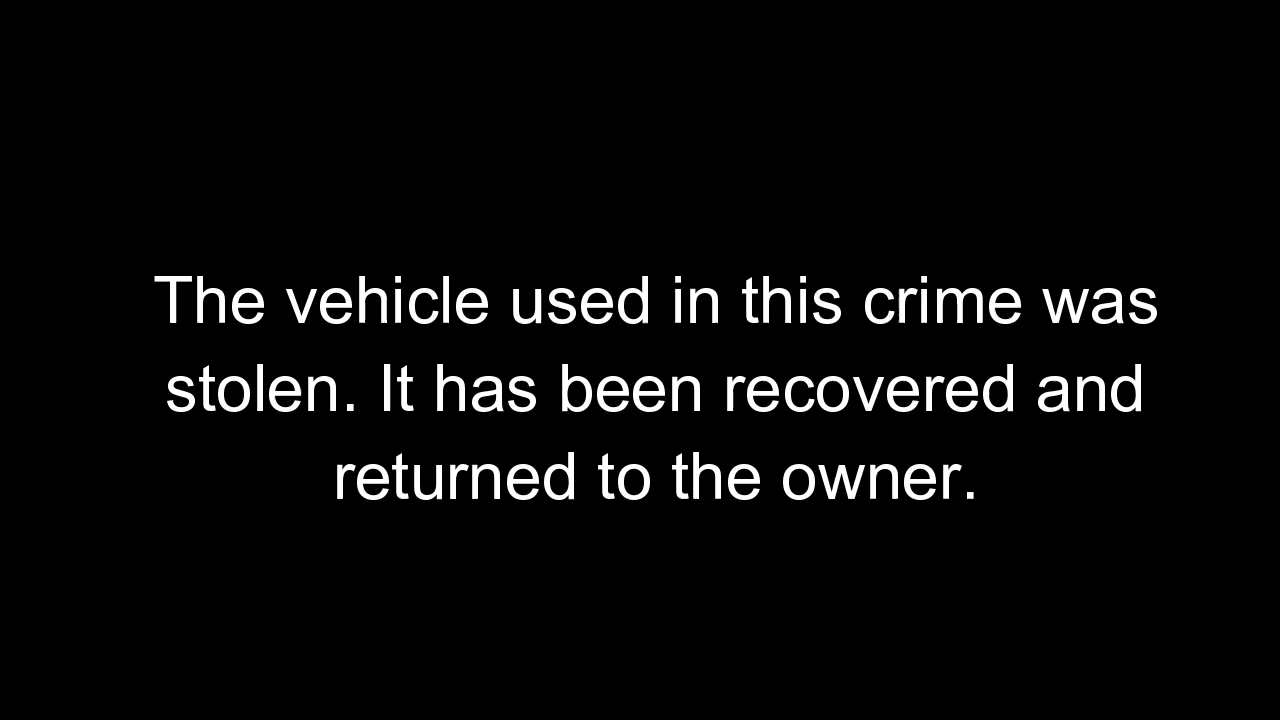 The vehicle used in this crime was
stolen. It has been recovered and
returned to the owner.